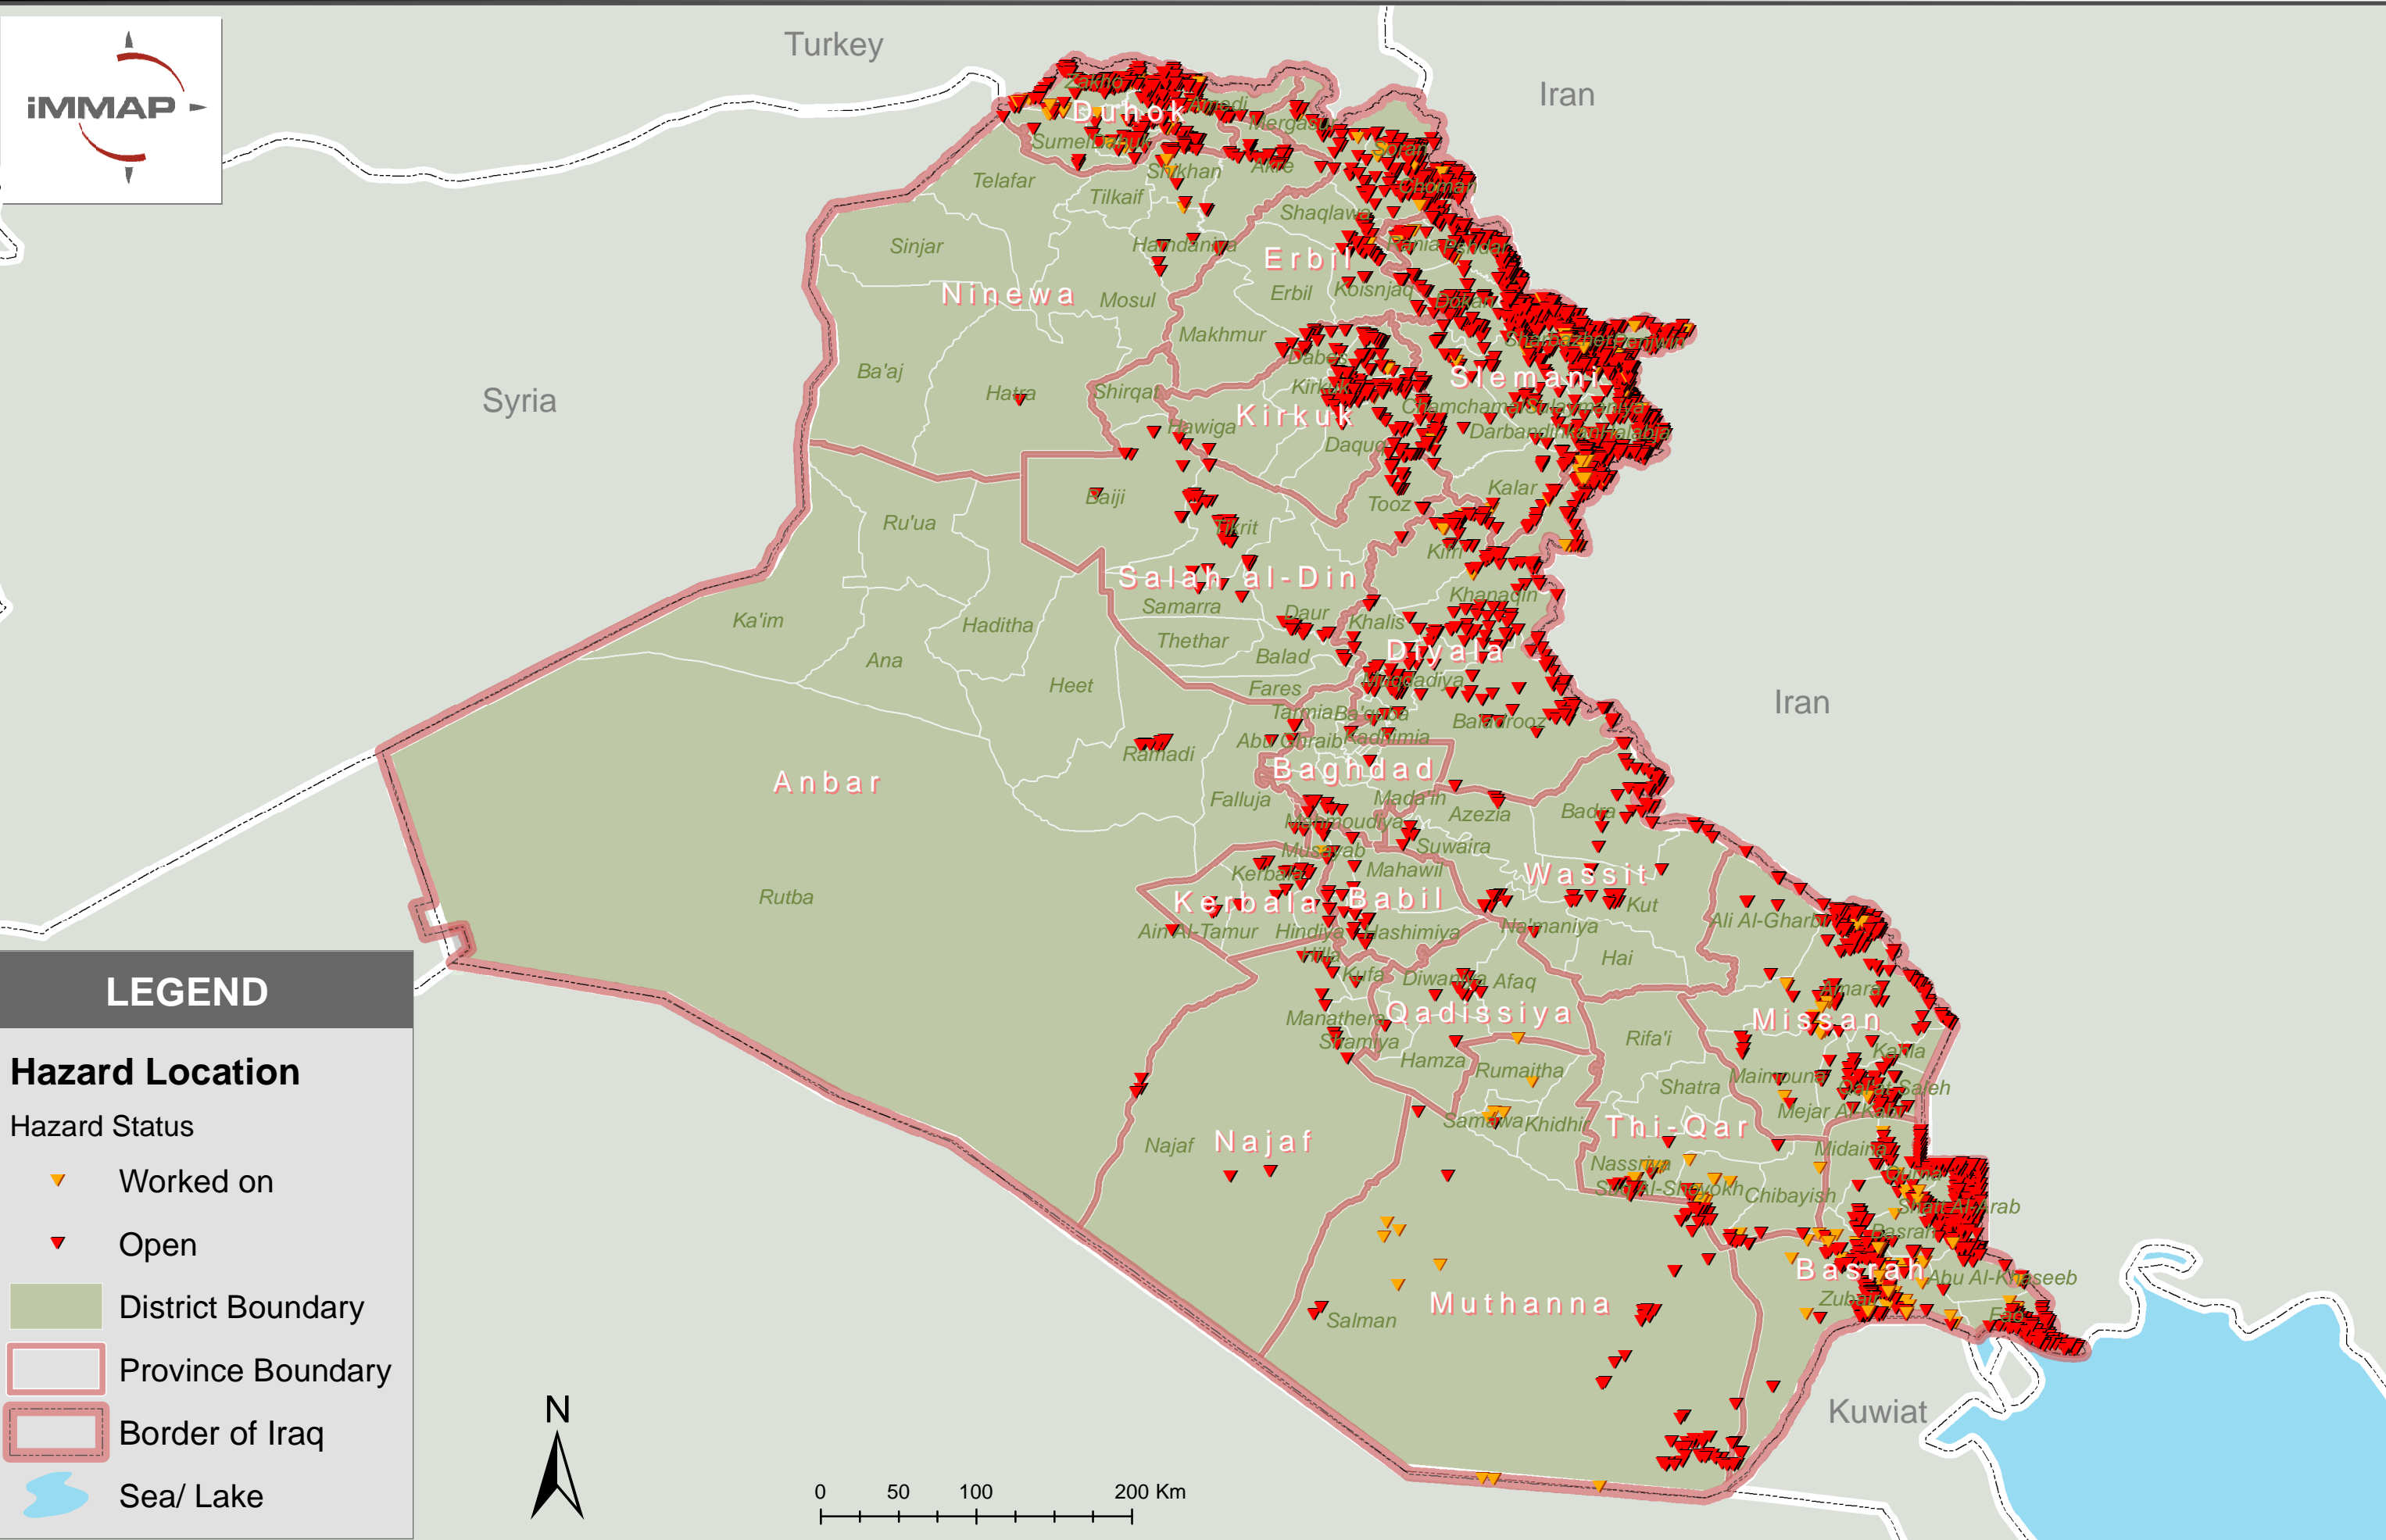 iMMAP
Turkey
Iran
Zakho
Duhok
Amedi
Mergasur
Sumel
Dahuk
Soran
Shikhan
Akre
Telafar
Tilkaif
Choman
Shaqlawa
Sinjar
Hamdaniya
Rania
Pishdar
Erbil
Ninewa
Mosul
Erbil
Koisnjaq
Dokan
Makhmur
Sharbazher
Penjwin
Dabes
Ba'aj
Slemani
Syria
Hatra
Shirqat
Kirkuk
Chamchamal
Sulaymaniya
Kirkuk
Hawiga
Darbandikhan
Halabja
Daquq
Baiji
Kalar
Tooz
Ru'ua
Tikrit
Kifri
Salah al-Din
Khanaqin
Samarra
Daur
Ka'im
Haditha
Khalis
Thethar
Diyala
Ana
Balad
Heet
Fares
Muqdadiya
Iran
Tarmia
Ba'quba
Baladrooz
Abu Ghraib
Kadhimia
Ramadi
Baghdad
Anbar
Falluja
Mada'in
Azezia
Badra
Mahmoudiya
Musayab
Suwaira
Kerbala
Mahawil
Wassit
Rutba
Kerbala
Babil
Kut
Ali Al-Gharbi
Ain Al-Tamur
Hindiya
Hashimiya
Na'maniya
Hilla
Hai
Kufa
Diwaniya
Afaq
Amara
Manathera
Qadissiya
Missan
Shamiya
Rifa'i
Kahla
Hamza
Rumaitha
Maimouna
Shatra
Qal'at Saleh
Mejar Al-Kabi
Samawa
Khidhir
Thi-Qar
Najaf
Najaf
Midaina
Nassriya
Qurna
Suq Al-Shoyokh
Chibayish
Shatt Al-Arab
Basrah
Basrah
Abu Al-Khaseeb
Zubair
Muthanna
Salman
Fao
Kuwiat
LEGEND
Hazard Location
Hazard Status
Worked on
Open
District Boundary
Province Boundary
Border of Iraq
Sea/ Lake
N
0 50 100 200 Km